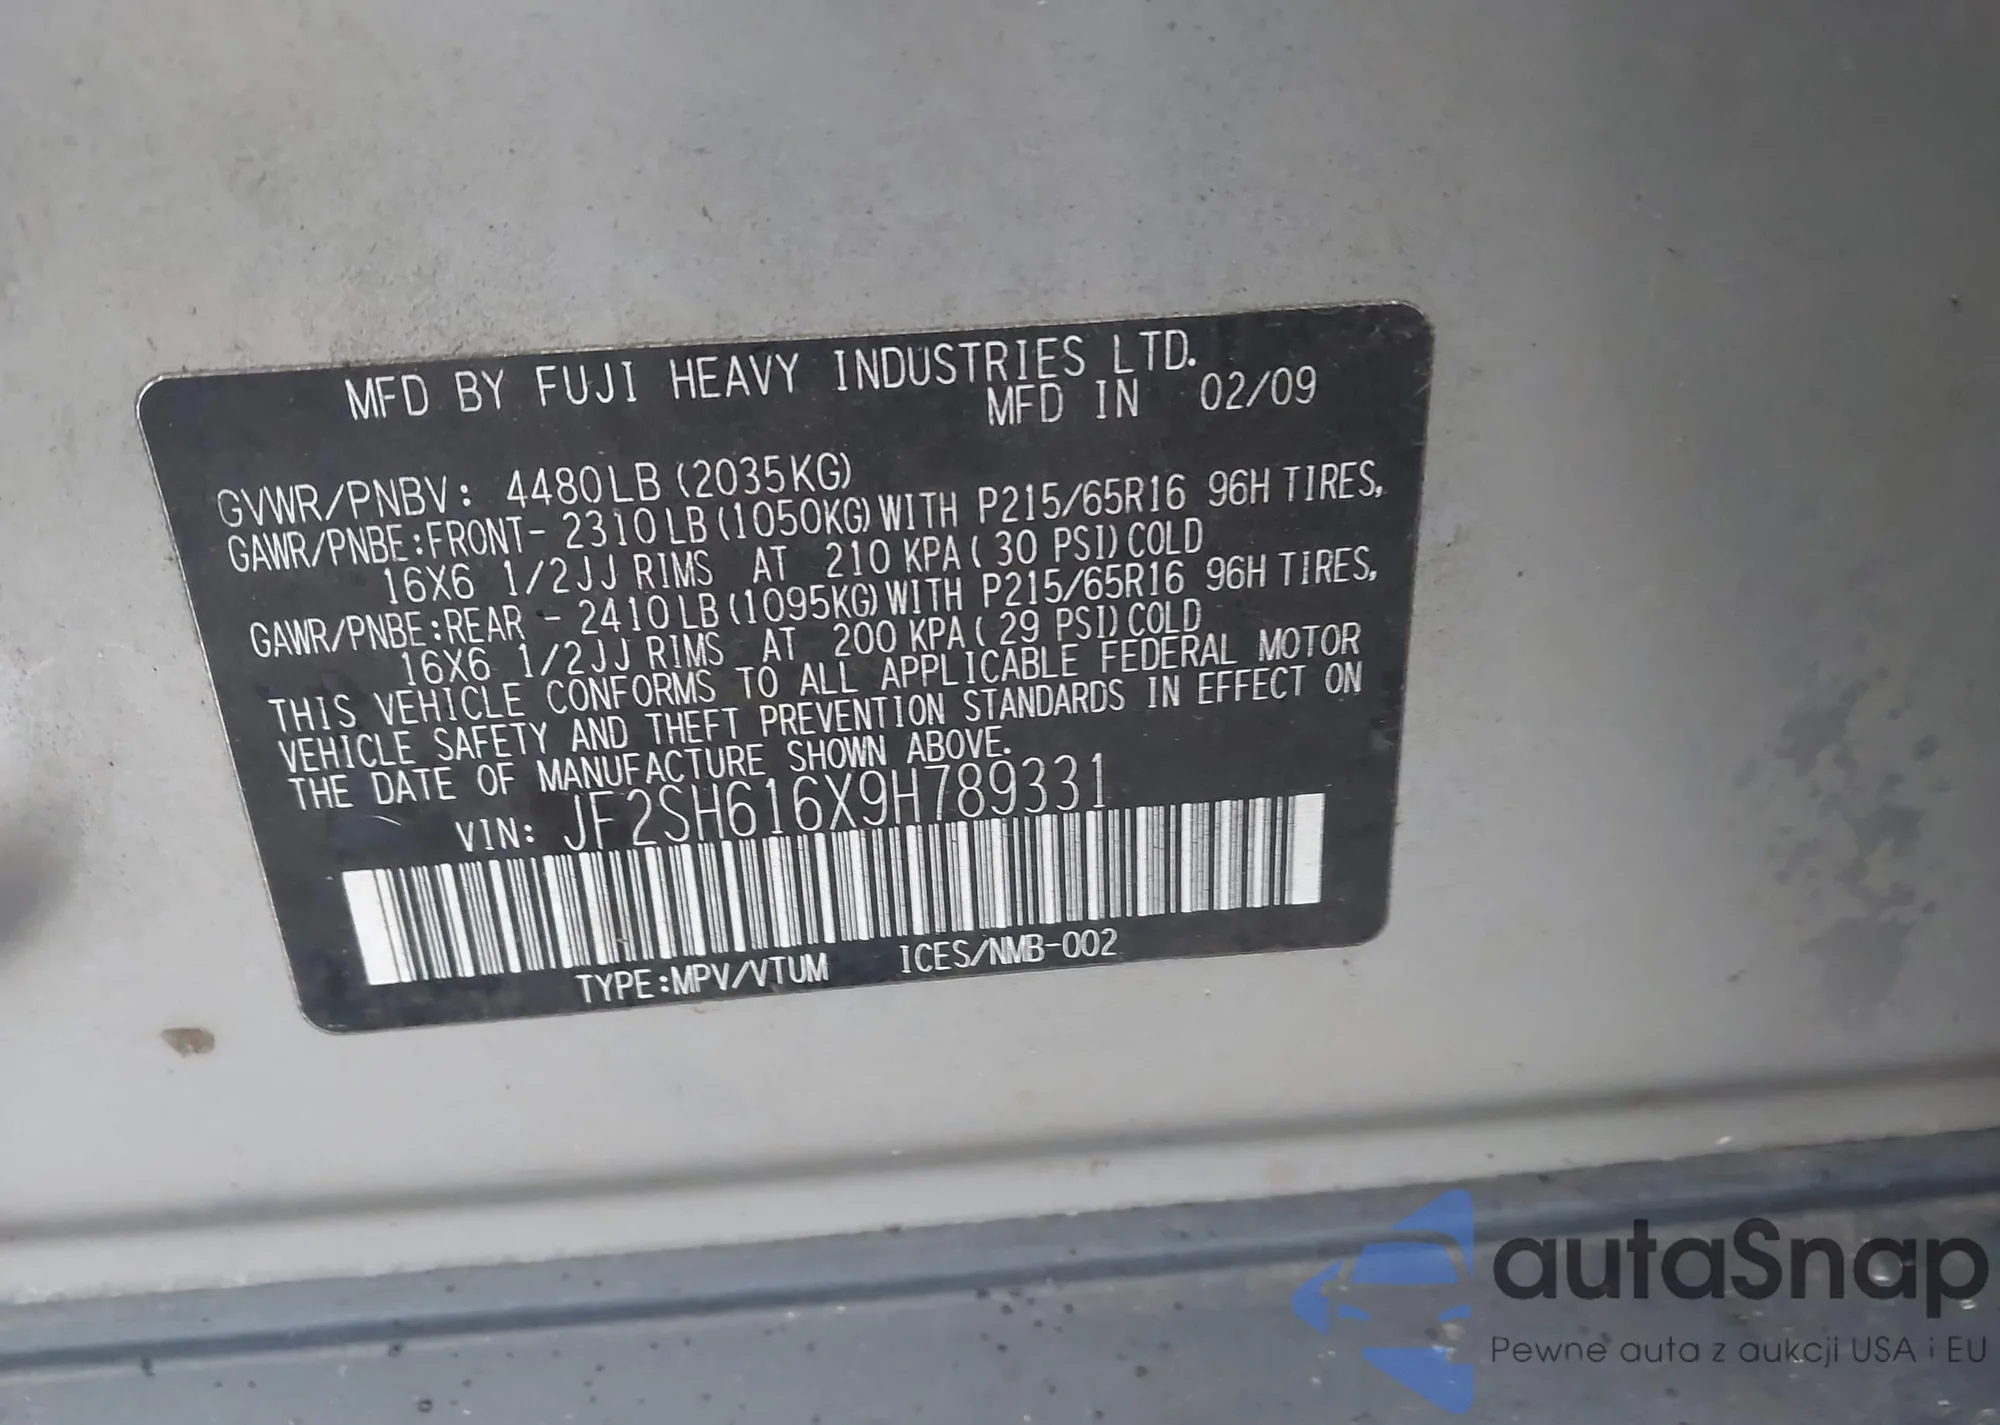 MFD BY FUJI HEAVY INDUSTRIES LTD.
MFD IN 02/09
GVWR/PNBV: 4480LB (2035KG)
GAWR/PNBE:FRONT- 2310LB(1050KG)WITH P215/65R16 96H TIRES,
16X6 1/2JJ RIMS AT 210 KPA( 30 PSI)COLD
GAWR/PNBE:REAR - 2410LB(1095KG)WITH P215/65R16 96H TIRES,
16X6 1/2JJ RIMS AT 200 KPA( 29 PSI)COLD
THIS VEHICLE CONFORMS TO ALL APPLICABLE FEDERAL MOTOR
VEHICLE SAFETY AND THEFT PREVENTION STANDARDS IN EFFECT ON
THE DATE OF MANUFACTURE SHOWN ABOVE.
VIN: JF2SH616X9H789331
TYPE:MPV/VTUM ICES/NMB-002
autaSnap
Pewne auta z aukcji USA i EU